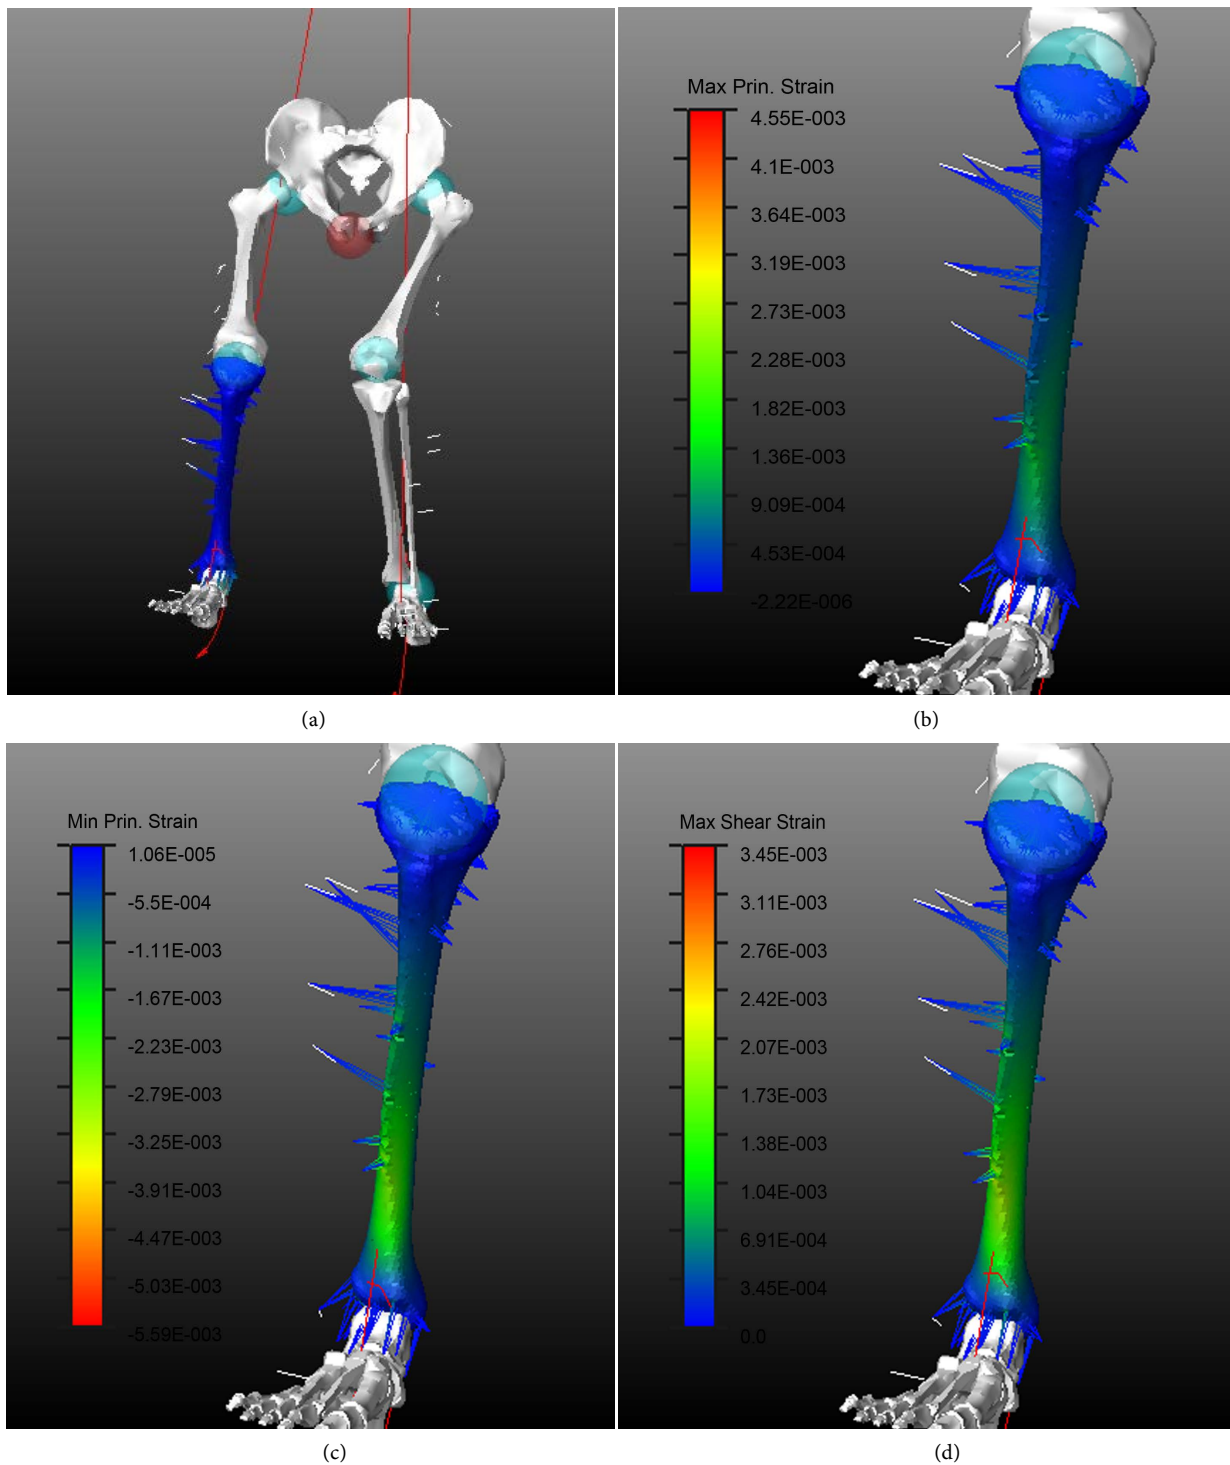 Max Prin. Strain
4.55E-003
4.1E-003
3.64E-003
3.19E-003
2.73E-003
2.28E-003
1.82E-003
1.36E-003
9.09E-004
4.53E-004
-2.22E-006
(a)
(b)
Min Prin. Strain
1.06E-005
-5.5E-004
-1.11E-003
-1.67E-003
-2.23E-003
-2.79E-003
-3.25E-003
-3.91E-003
-4.47E-003
-5.03E-003
-5.59E-003
Max Shear Strain
3.45E-003
3.11E-003
2.76E-003
2.42E-003
2.07E-003
1.73E-003
1.38E-003
1.04E-003
6.91E-004
3.45E-004
0.0
(c)
(d)